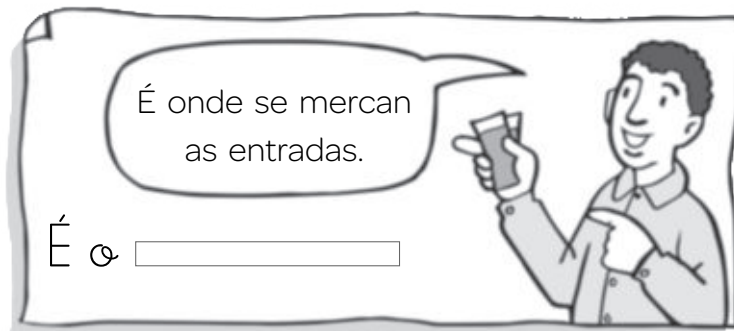 É onde se mercan
as entradas.
É o